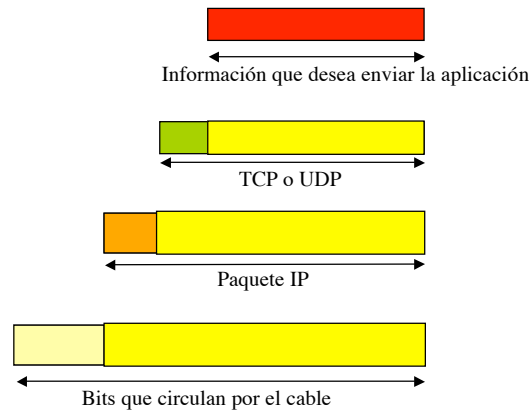 Información que desea enviar la aplicación
TCP o UDP
Paquete IP
Bits que circulan por el cable